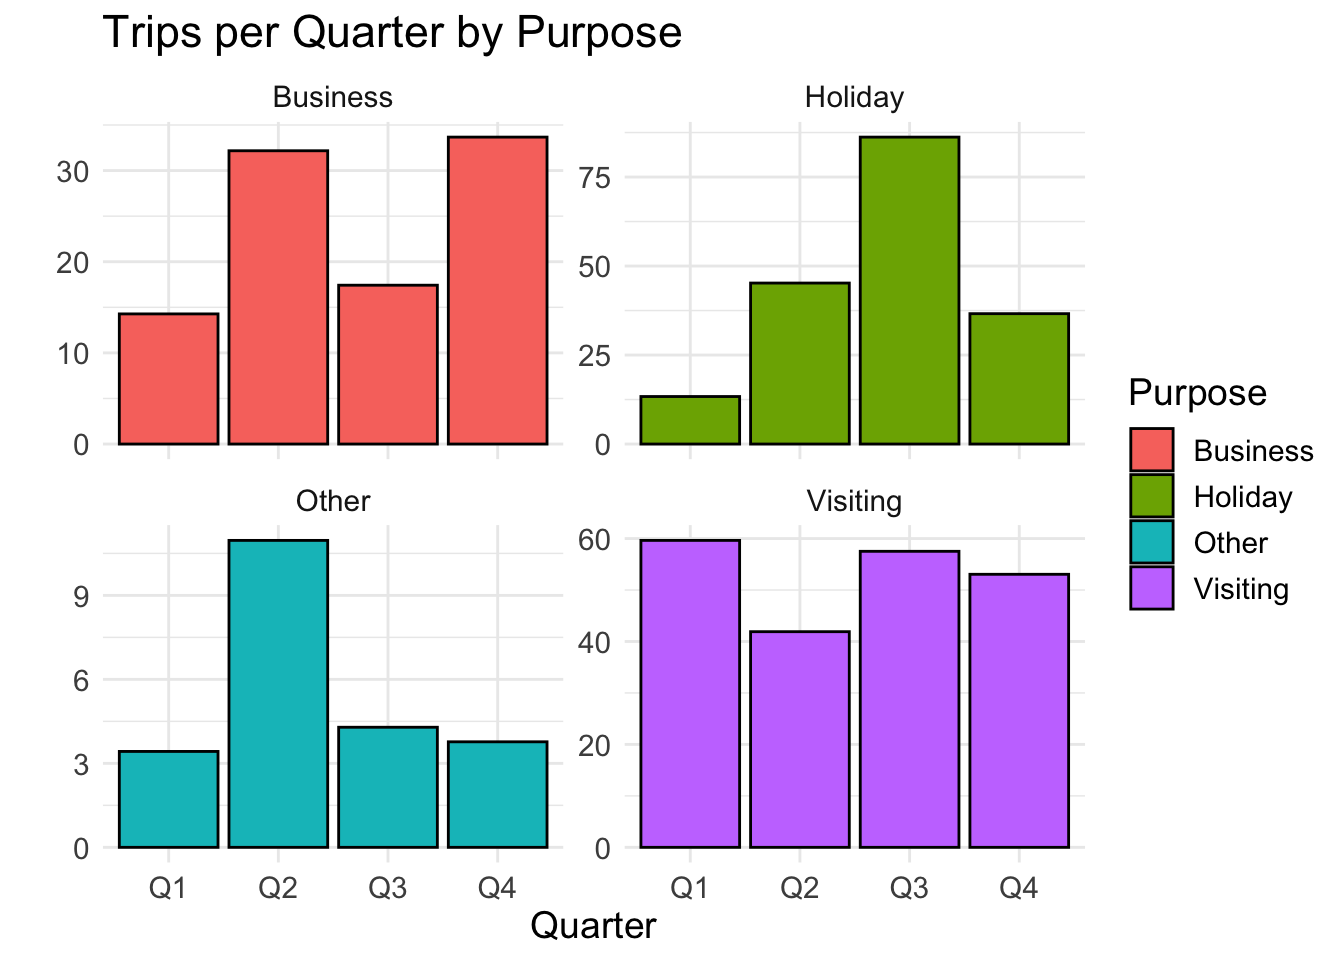 Trips per Quarter by Purpose
Business
Holiday
30
20
10
0
75
50
25
0
Other
Visiting
9
6
3
0
60
40
20
0
Q1 Q2 Q3 Q4
Q1 Q2 Q3 Q4
Quarter
Purpose
Business
Holiday
Other
Visiting